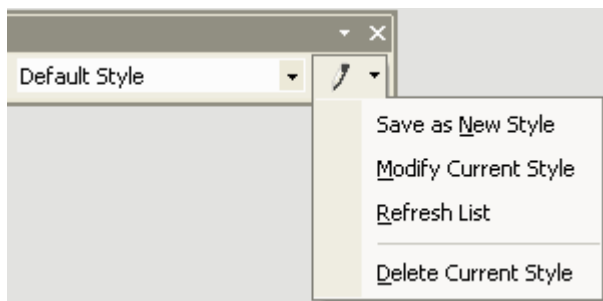 Default Style
Save as New Style
Modify Current Style
Refresh List
Delete Current Style